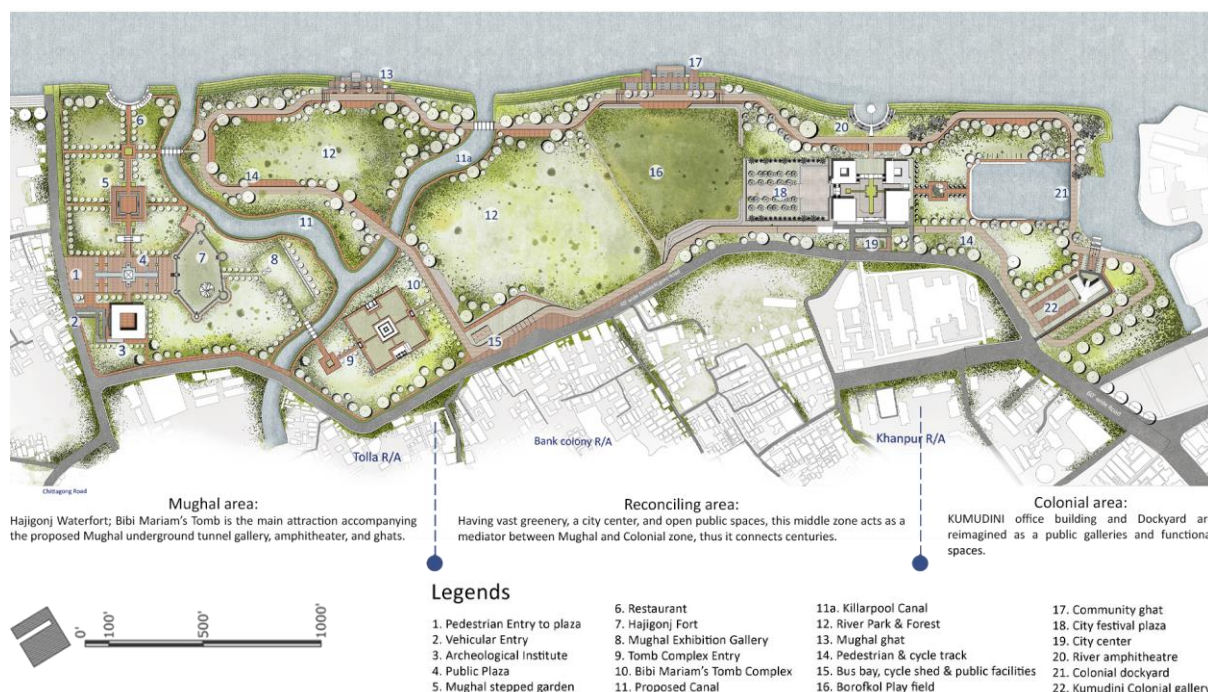 13
17
6
20
12
11a
14
16
5
12
18
21
11
4
7
8
19
14
1
10
22
2
15
3
9
60' wide road
Tolla R/A
Bank colony R/A
Khanpur R/A
Chittagong Road
Mughal area:
Hajigonj Waterfort; Bibi Mariam's Tomb is the main attraction accompanying
the proposed Mughal underground tunnel gallery, amphitheater, and ghats.
Reconciling area:
Having vast greenery, a city center, and open public spaces, this middle zone acts as a
mediator between Mughal and Colonial zone, thus it connects centuries.
Colonial area:
KUMUDINI office building and Dockyard ar
reimagined as a public galleries and functiona
spaces.
0'
100'
500'
1000'
Legends
1. Pedestrian Entry to plaza
2. Vehicular Entry
3. Archeological Institute
4. Public Plaza
5. Mughal stepped garden
6. Restaurant
7. Hajigonj Fort
8. Mughal Exhibition Gallery
9. Tomb Complex Entry
10. Bibi Mariam's Tomb Complex
11. Proposed Canal
11a. Killarpool Canal
12. River Park & Forest
13. Mughal ghat
14. Pedestrian & cycle track
15. Bus bay, cycle shed & public facilities
16. Borofkol Play field
17. Community ghat
18. City festival plaza
19. City center
20. River amphitheatre
21. Colonial dockyard
22. Kumudini Colonial gallery